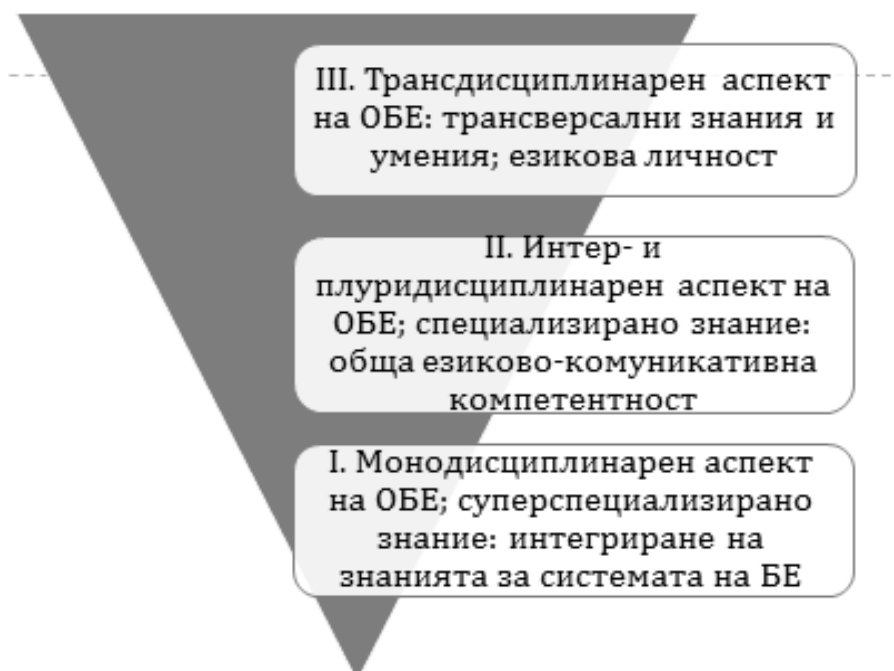 III. Трансдисциплинарен аспект
на ОБЕ: трансверсални знания и
умения; езикова личност
II. Интер- и
плуридисциплинарен аспект на
ОБЕ; специализирано знание:
обща езиково-комуникативна
компетентност
I. Монодисциплинарен аспект
на ОБЕ; суперспециализирано
знание: интегриране на
знанията за системата на БЕ